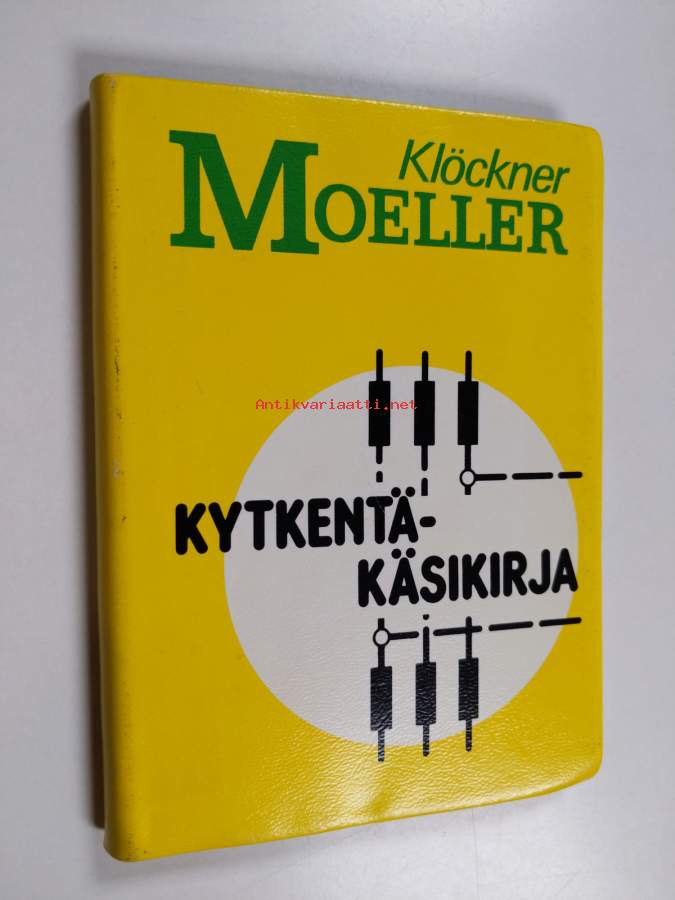 Klöckner
MOELLER
Antikvariaatti.net
KYTKENTÄ-
KÄSIKIRJA